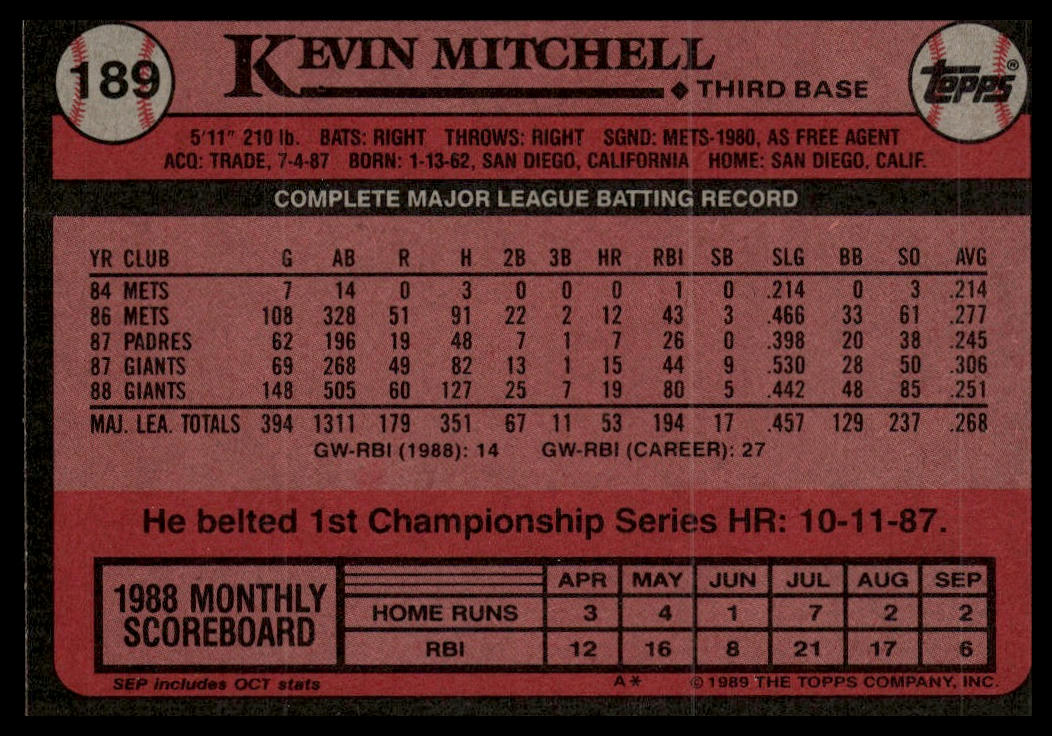 189 KEVIN MITCHELL
◆ THIRD BASE
TOPPS®
5'11" 210 lb. BATS: RIGHT THROWS: RIGHT SGND: METS-1980, AS FREE AGENT
ACQ: TRADE, 7-4-87 BORN: 1-13-62, SAN DIEGO, CALIFORNIA HOME: SAN DIEGO, CALIF.
COMPLETE MAJOR LEAGUE BATTING RECORD
YR CLUB G AB R H 2B 3B HR RBI SB SLG BB SO AVG
84 METS 7 14 0 3 0 0 0 1 0 .214 0 3 .214
86 METS 108 328 51 91 22 2 12 43 3 .466 33 61 .277
87 PADRES 62 196 19 48 7 1 7 26 0 .398 20 38 .245
87 GIANTS 69 268 49 82 13 1 15 44 9 .530 28 50 .306
88 GIANTS 148 505 60 127 25 7 19 80 5 .442 48 85 .251
MAJ. LEA. TOTALS 394 1311 179 351 67 11 53 194 17 .457 129 237 .268
GW-RBI (1988): 14 GW-RBI (CAREER): 27
He belted 1st Championship Series HR: 10-11-87.
1988 MONTHLY
SCOREBOARD
APR MAY JUN JUL AUG SEP
HOME RUNS 3 4 1 7 2 2
RBI 12 16 8 21 17 6
SEP includes OCT stats A* © 1989 THE TOPPS COMPANY, INC.